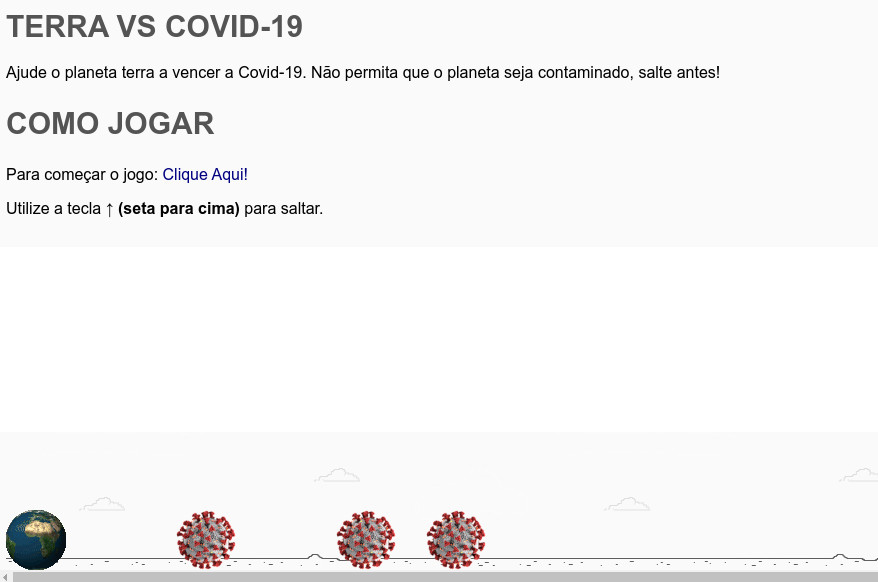 TERRA VS COVID-19
Ajude o planeta terra a vencer a Covid-19. Não permita que o planeta seja contaminado, salte antes!
COMO JOGAR
Para começar o jogo: Clique Aqui!
Utilize a tecla ↑ (seta para cima) para saltar.